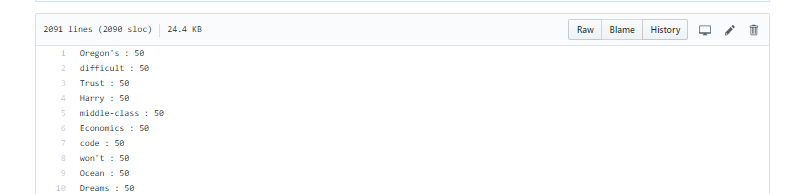 2091 lines (2090 sloc) 24.4 KB Raw Blame History
1 Oregon's : 50
2 difficult : 50
3 Trust : 50
4 Harry : 50
5 middle-class : 50
6 Economics : 50
7 code : 50
8 won't : 50
9 Ocean : 50
10 Dreams : 50